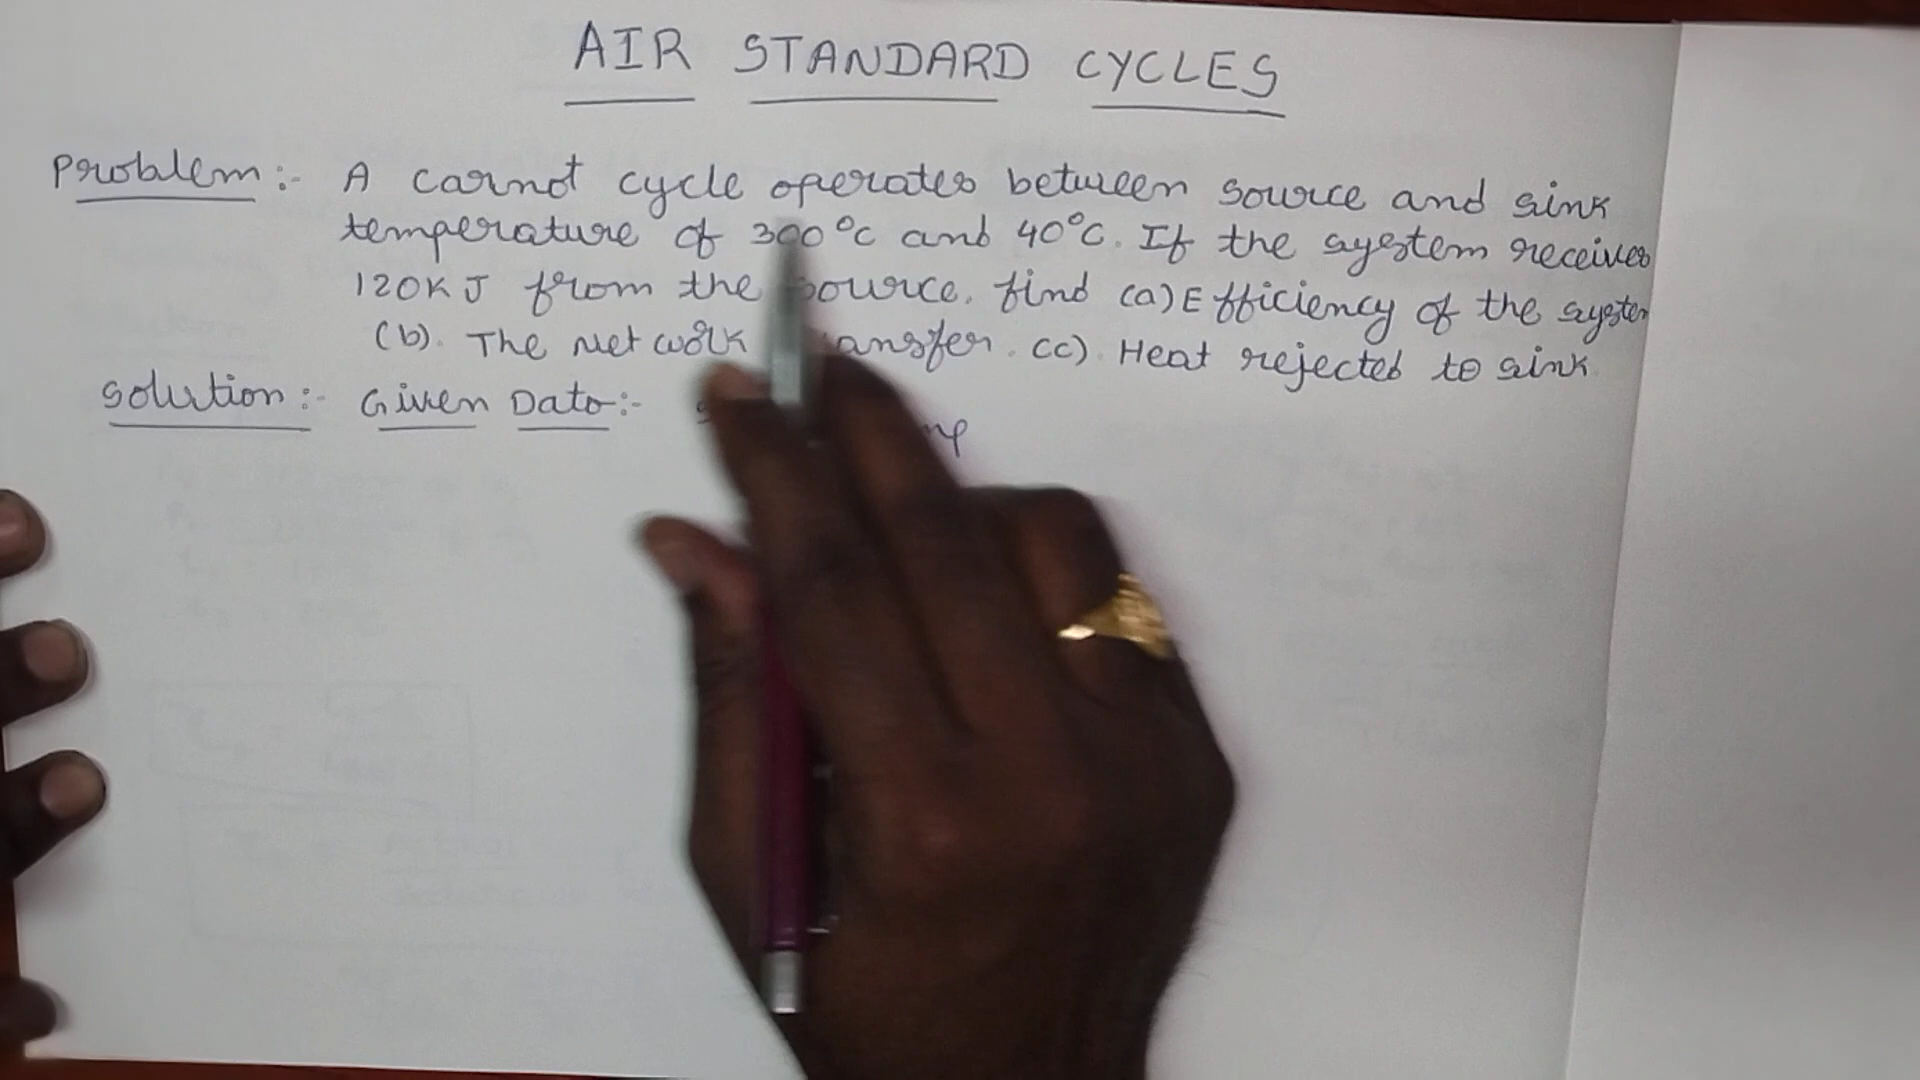 AIR STANDARD CYCLES
Problem:- A carnot cycle operates between source and sink
temperature of 300°c and 40°C. If the system receives
120KJ from the source. find (a) Efficiency of the system
(b). The net work transfer. (c). Heat rejected to sink
Solution:- Given Data:-